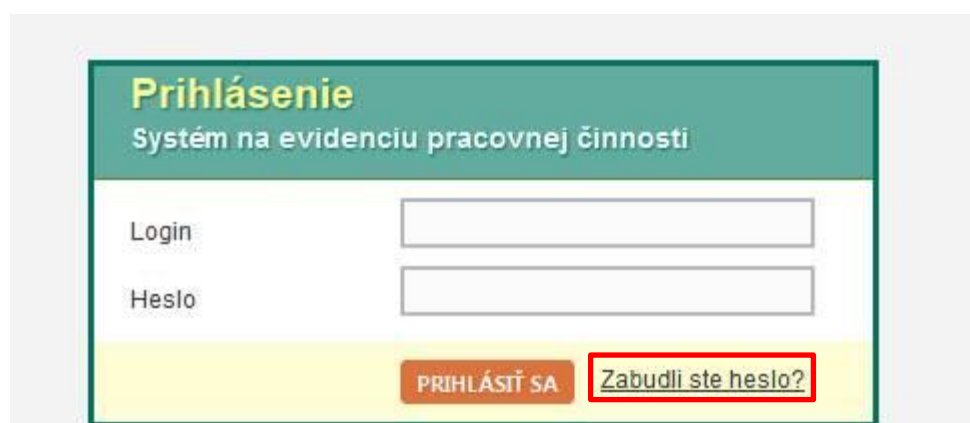 Prihlásenie
Systém na evidenciu pracovnej činnosti
Login
Heslo
PRIHLÁSIŤ SA Zabudli ste heslo?